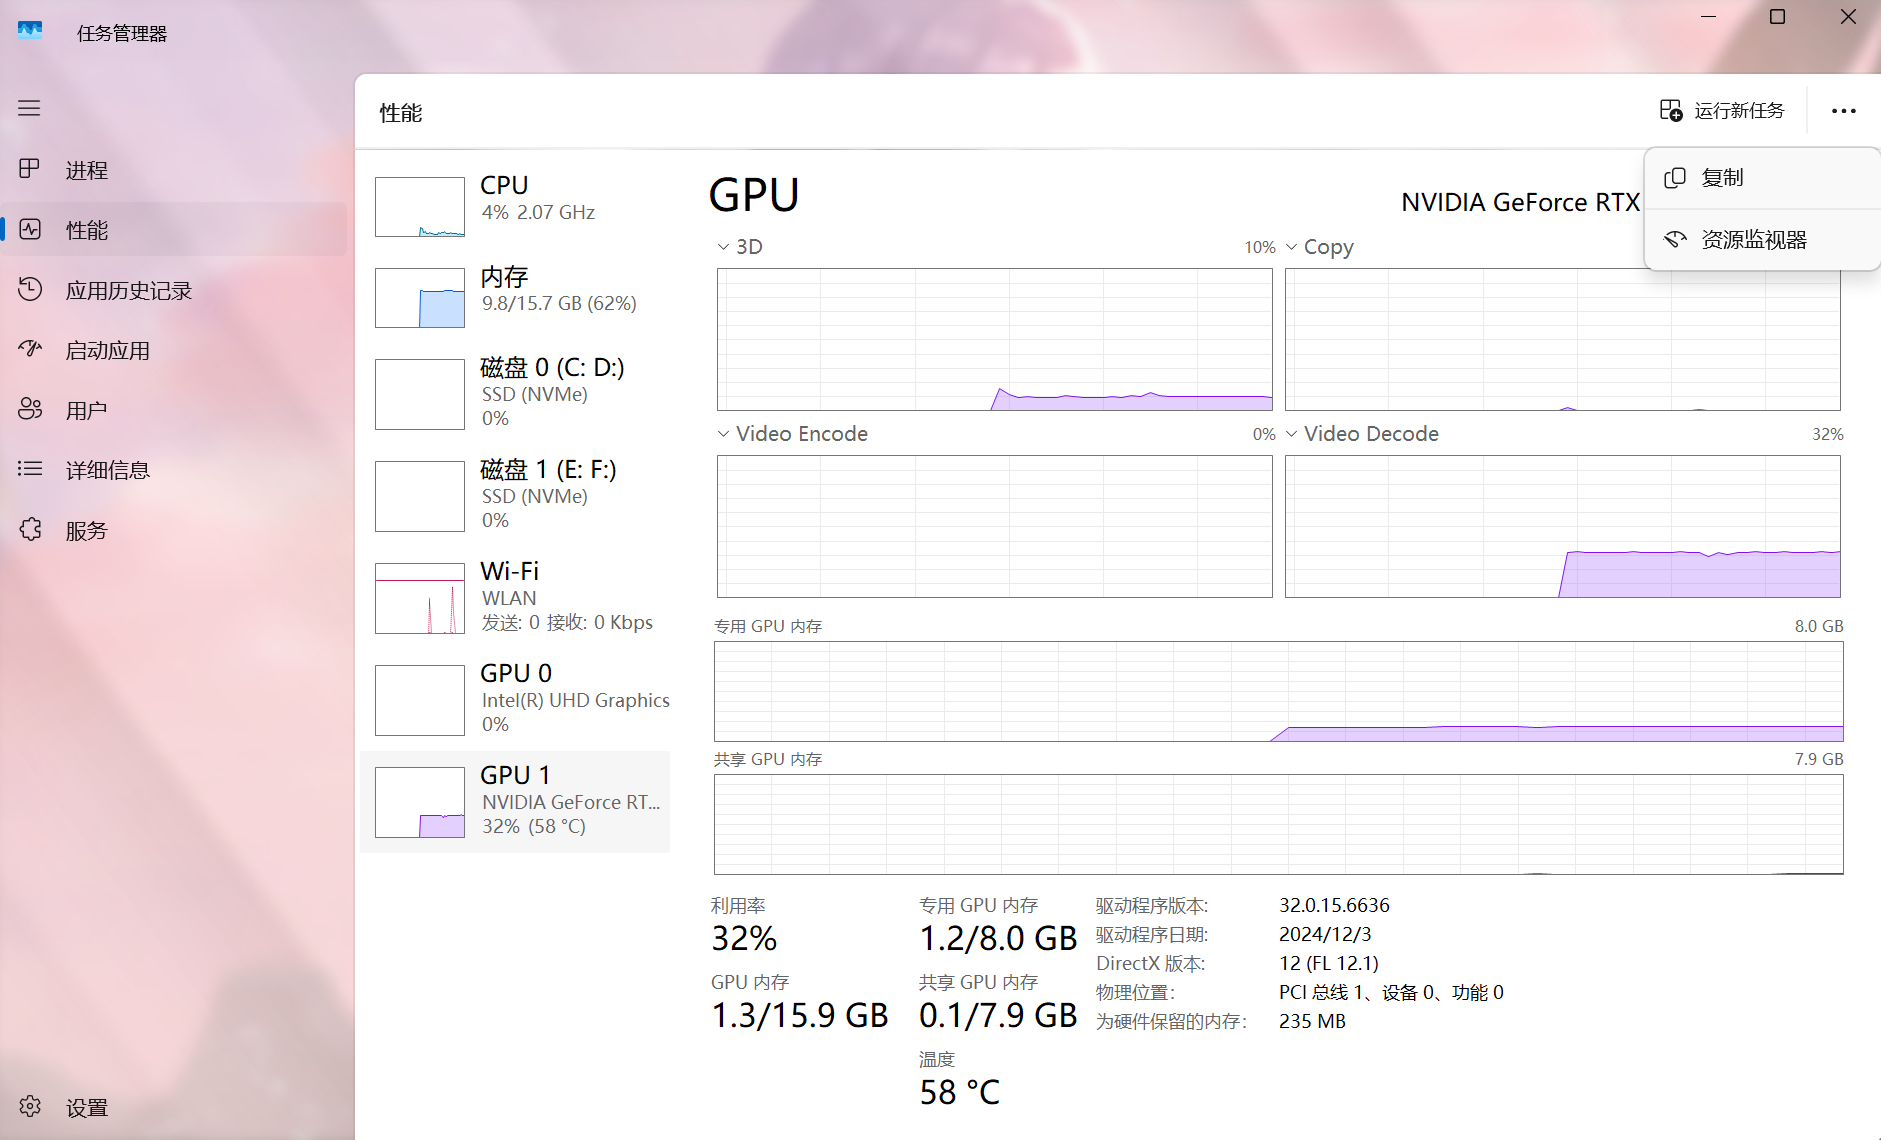 任务管理器
进程
性能
应用历史记录
启动应用
用户
详细信息
服务
设置
性能
运行新任务
复制
资源监视器
CPU
4% 2.07 GHz
内存
9.8/15.7 GB (62%)
磁盘 0 (C: D:)
SSD (NVMe)
0%
磁盘 1 (E: F:)
SSD (NVMe)
0%
Wi-Fi
WLAN
发送: 0 接收: 0 Kbps
GPU 0
Intel(R) UHD Graphics
0%
GPU 1
NVIDIA GeForce RT...
32% (58 °C)
GPU
NVIDIA GeForce RTX
3D 10%
Copy
Video Encode 0%
Video Decode 32%
专用 GPU 内存 8.0 GB
共享 GPU 内存 7.9 GB
利用率
32%
专用 GPU 内存
1.2/8.0 GB
GPU 内存
1.3/15.9 GB
共享 GPU 内存
0.1/7.9 GB
温度
58 °C
驱动程序版本: 32.0.15.6636
驱动程序日期: 2024/12/3
DirectX 版本: 12 (FL 12.1)
物理位置: PCI 总线 1、设备 0、功能 0
为硬件保留的内存: 235 MB